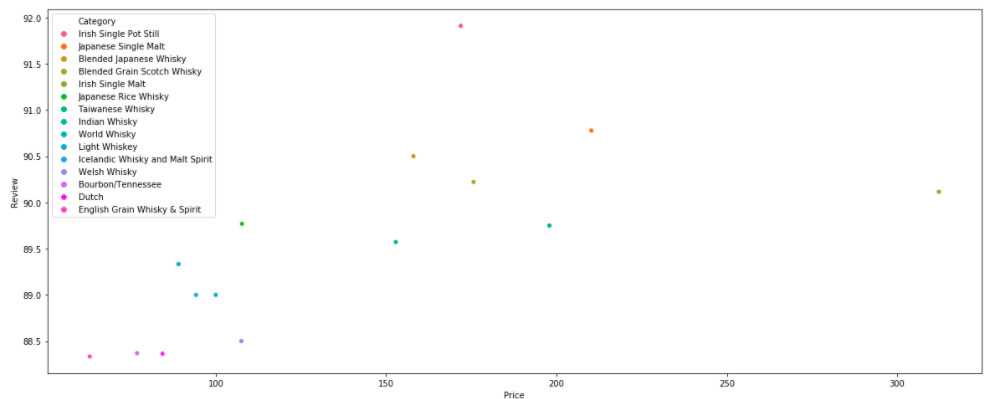 92.0
91.5
91.0
90.5
90.0
89.5
89.0
88.5
Review
Category
Irish Single Pot Still
Japanese Single Malt
Blended Japanese Whisky
Blended Grain Scotch Whisky
Irish Single Malt
Japanese Rice Whisky
Taiwanese Whisky
Indian Whisky
World Whisky
Light Whiskey
Icelandic Whisky and Malt Spirit
Welsh Whisky
Bourbon/Tennessee
Dutch
English Grain Whisky & Spirit
100 150 200 250 300
Price